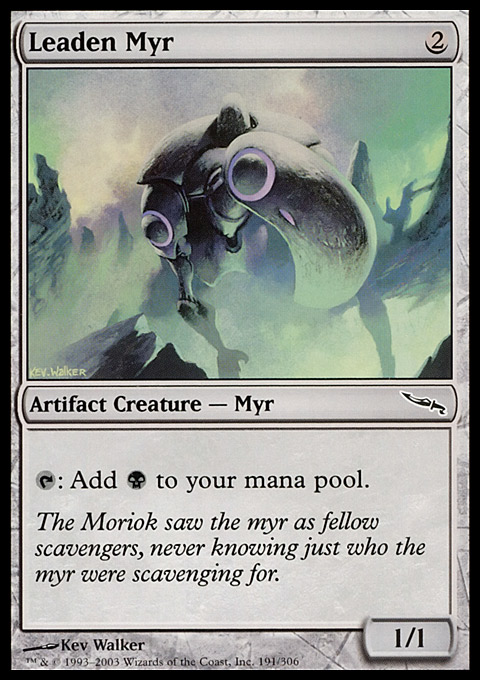 Leaden Myr 2
KEV.WALKER
Artifact Creature — Myr
: Add to your mana pool.
The Moriok saw the myr as fellow
scavengers, never knowing just who the
myr were scavenging for.
Kev Walker
1/1
™ & © 1993–2003 Wizards of the Coast, Inc. 191/306